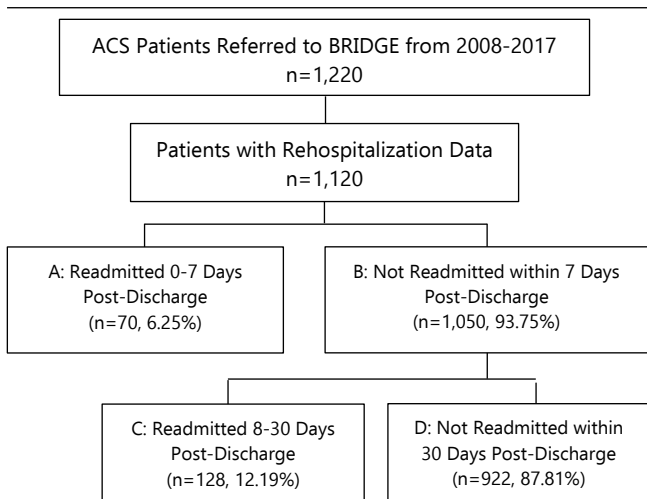 ACS Patients Referred to BRIDGE from 2008-2017
n=1,220
Patients with Rehospitalization Data
n=1,120
A: Readmitted 0-7 Days
Post-Discharge
(n=70, 6.25%)
B: Not Readmitted within 7 Days
Post-Discharge
(n=1,050, 93.75%)
C: Readmitted 8-30 Days
Post-Discharge
(n=128, 12.19%)
D: Not Readmitted within
30 Days Post-Discharge
(n=922, 87.81%)